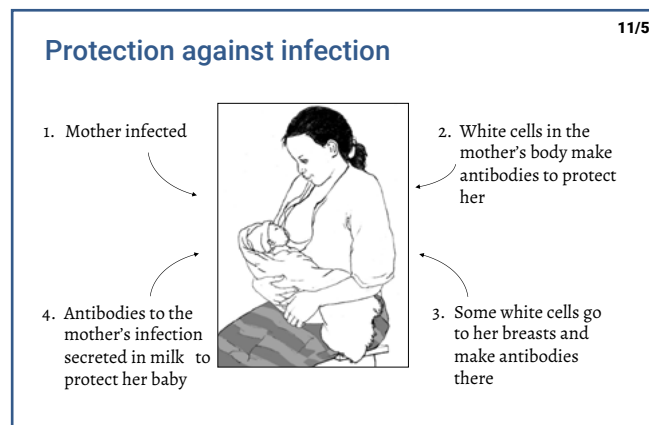 11/5
Protection against infection
1. Mother infected
2. White cells in the
mother's body make
antibodies to protect
her
3. Some white cells go
to her breasts and
make antibodies
there
4. Antibodies to the
mother's infection
secreted in milk to
protect her baby